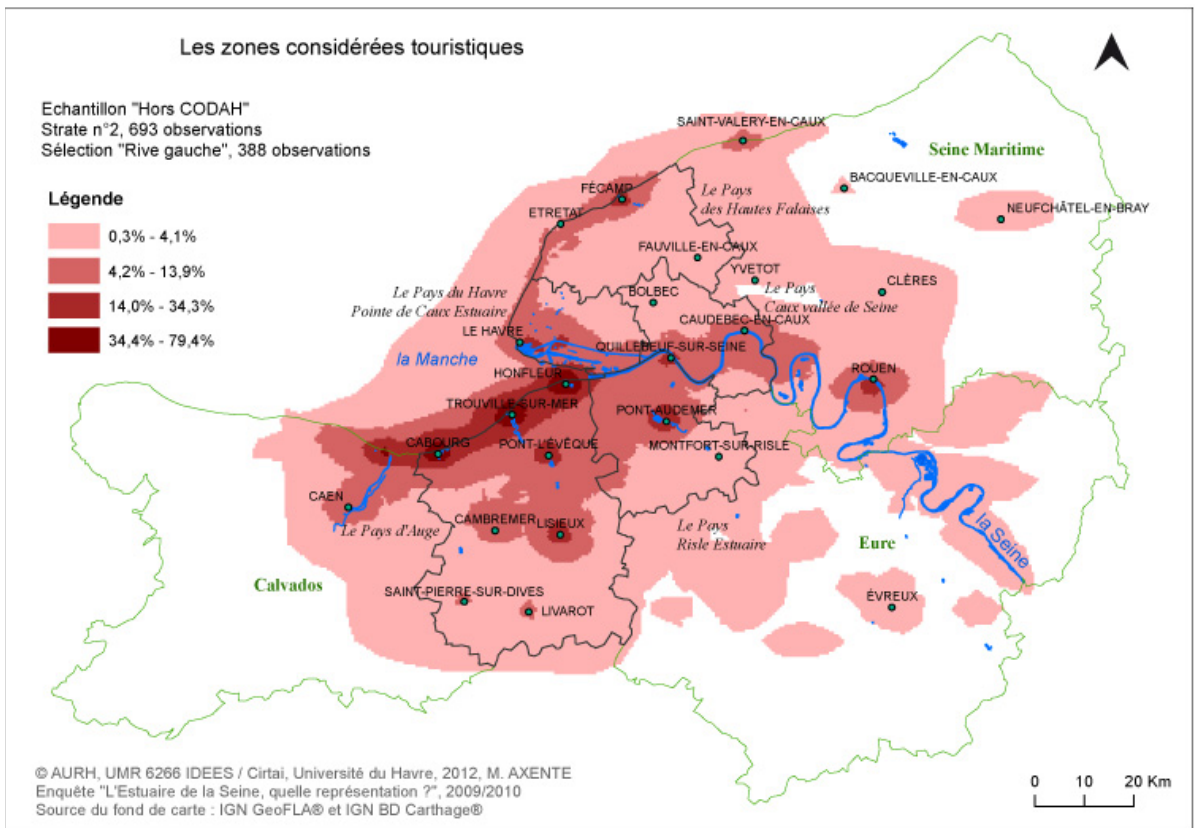 Les zones considérées touristiques
Echantillon "Hors CODAH"
Strate n°2, 693 observations
Sélection "Rive gauche", 388 observations
Légende
0,3% - 4,1%
4,2% - 13,9%
14,0% - 34,3%
34,4% - 79,4%
SAINT-VALERY-EN-CAUX
Seine Maritime
BACQUEVILLE-EN-CAUX
NEUFCHÂTEL-EN-BRAY
FÉCAMP
Le Pays
des Hautes Falaises
ETRETAT
FAUVILLE-EN-CAUX
YVETOT
CLÈRES
Le Pays du Havre
Pointe de Caux Estuaire
BOLBEC
Le Pays
Caux vallée de Seine
CAUDEBEC-EN-CAUX
LE HAVRE
QUILLEBEUF-SUR-SEINE
la Manche
HONFLEUR
ROUEN
TROUVILLE-SUR-MER
PONT-AUDEMER
CABOURG
PONT-L'ÉVÊQUE
MONTFORT-SUR-RISLE
CAEN
Le Pays d'Auge
CAMBREMER
LISIEUX
Le Pays
Risle Estuaire
Eure
la Seine
Calvados
SAINT-PIERRE-SUR-DIVES
LIVAROT
ÉVREUX
© AURH, UMR 6266 IDEES / Cirtai, Université du Havre, 2012, M. AXENTE
Enquête "L'Estuaire de la Seine, quelle représentation ?", 2009/2010
Source du fond de carte : IGN GeoFLA® et IGN BD Carthage®
0 10 20 Km